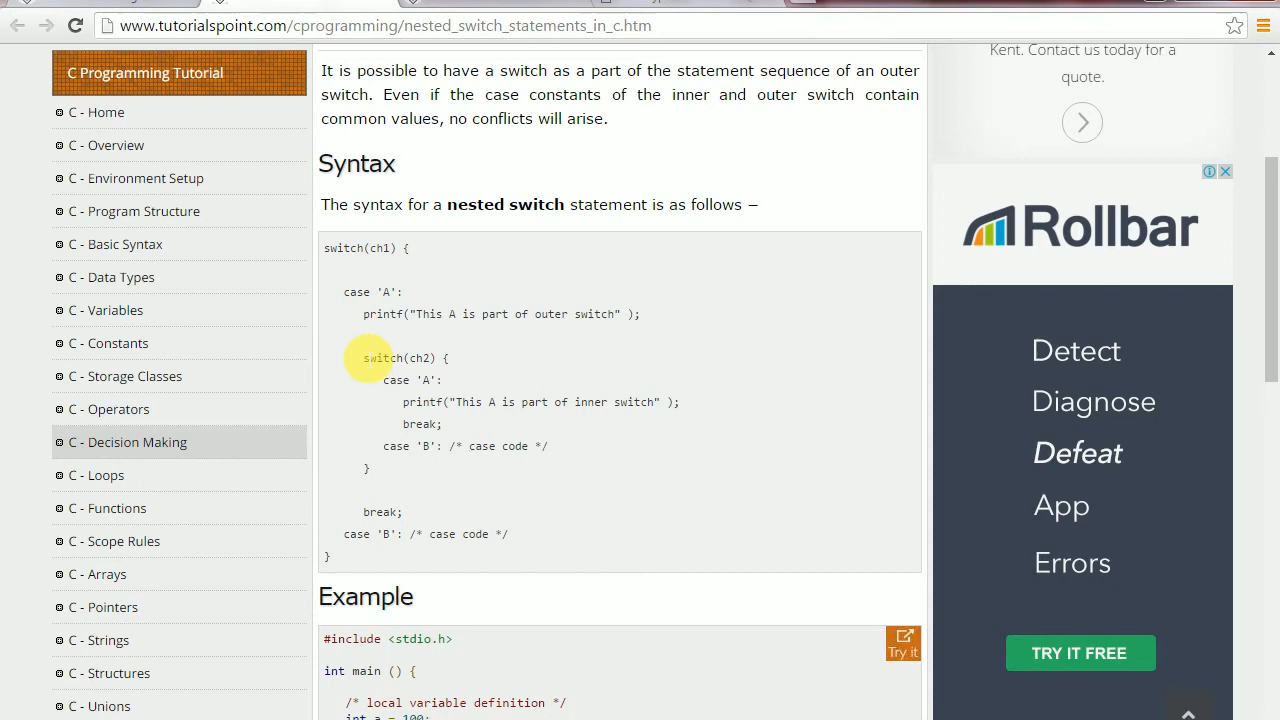 www.tutorialspoint.com/cprogramming/nested_switch_statements_in_c.htm
C Programming Tutorial
C - Home
C - Overview
C - Environment Setup
C - Program Structure
C - Basic Syntax
C - Data Types
C - Variables
C - Constants
C - Storage Classes
C - Operators
C - Decision Making
C - Loops
C - Functions
C - Scope Rules
C - Arrays
C - Pointers
C - Strings
C - Structures
C - Unions
It is possible to have a switch as a part of the statement sequence of an outer
switch. Even if the case constants of the inner and outer switch contain
common values, no conflicts will arise.
Syntax
The syntax for a nested switch statement is as follows −
switch(ch1) {
case 'A':
printf("This A is part of outer switch" );
switch(ch2) {
case 'A':
printf("This A is part of inner switch" );
break;
case 'B': /* case code */
}
break;
case 'B': /* case code */
}
Example
#include <stdio.h>
Try it
int main () {
/* local variable definition */
int a = 100;
Kent. Contact us today for a
quote.
Rollbar
Detect
Diagnose
Defeat
App
Errors
TRY IT FREE